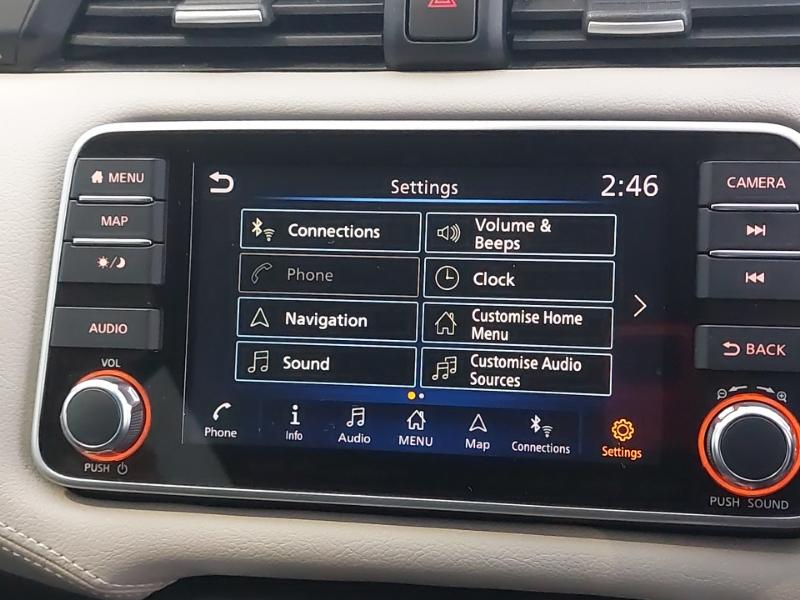 MENU
MAP
AUDIO
VOL
PUSH
Settings
2:46
Connections
Volume &
Beeps
Phone
Clock
Navigation
Customise Home
Menu
Sound
Customise Audio
Sources
Phone
Info
Audio
MENU
Map
Connections
Settings
CAMERA
BACK
PUSH SOUND